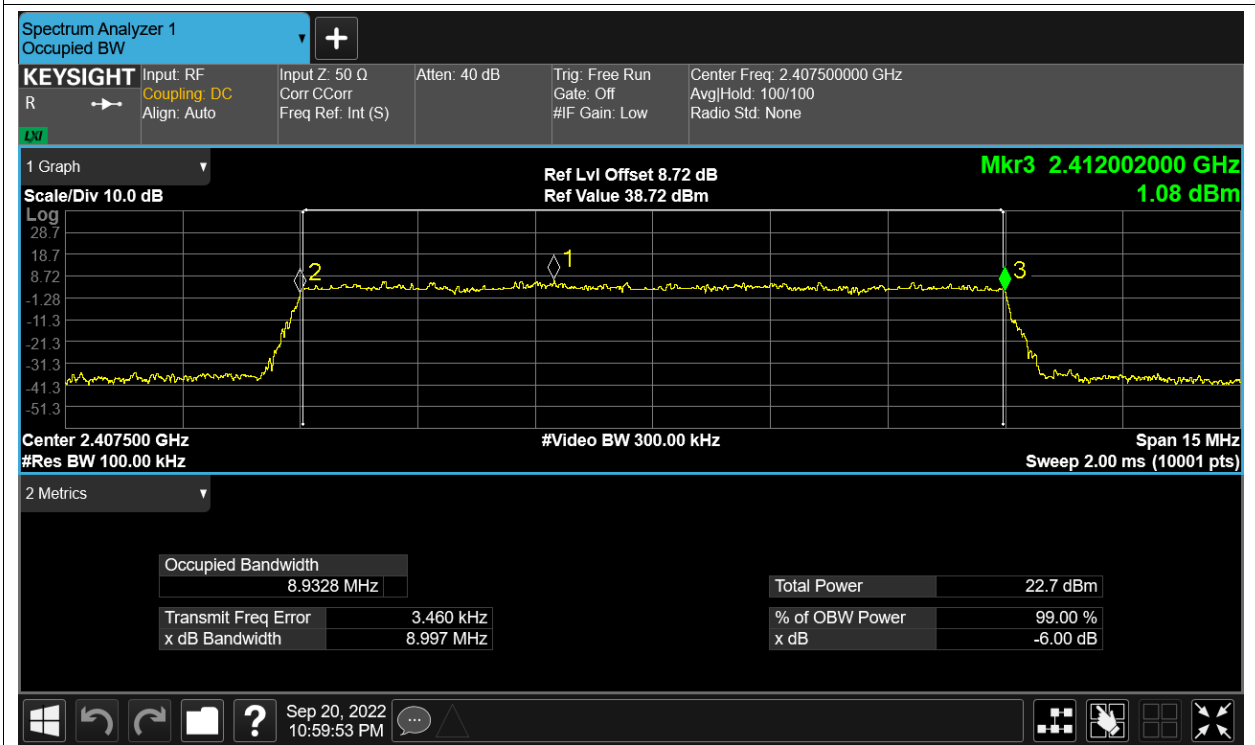 Spectrum Analyzer 1
Occupied BW
KEYSIGHT
R
LXI
Input: RF
Coupling: DC
Align: Auto
Input Z: 50 Ω
Corr CCorr
Freq Ref: Int (S)
Atten: 40 dB
Trig: Free Run
Gate: Off
#IF Gain: Low
Center Freq: 2.407500000 GHz
Avg|Hold: 100/100
Radio Std: None
1 Graph
Scale/Div 10.0 dB
Ref Lvl Offset 8.72 dB
Ref Value 38.72 dBm
Mkr3 2.412002000 GHz
1.08 dBm
Log
28.7
18.7
8.72
-1.28
-11.3
-21.3
-31.3
-41.3
-51.3
2
1
3
Center 2.407500 GHz
#Video BW 300.00 kHz
Span 15 MHz
#Res BW 100.00 kHz
Sweep 2.00 ms (10001 pts)
2 Metrics
Occupied Bandwidth
8.9328 MHz
Transmit Freq Error 3.460 kHz
x dB Bandwidth 8.997 MHz
Total Power 22.7 dBm
% of OBW Power 99.00 %
x dB -6.00 dB
?
Sep 20, 2022
10:59:53 PM